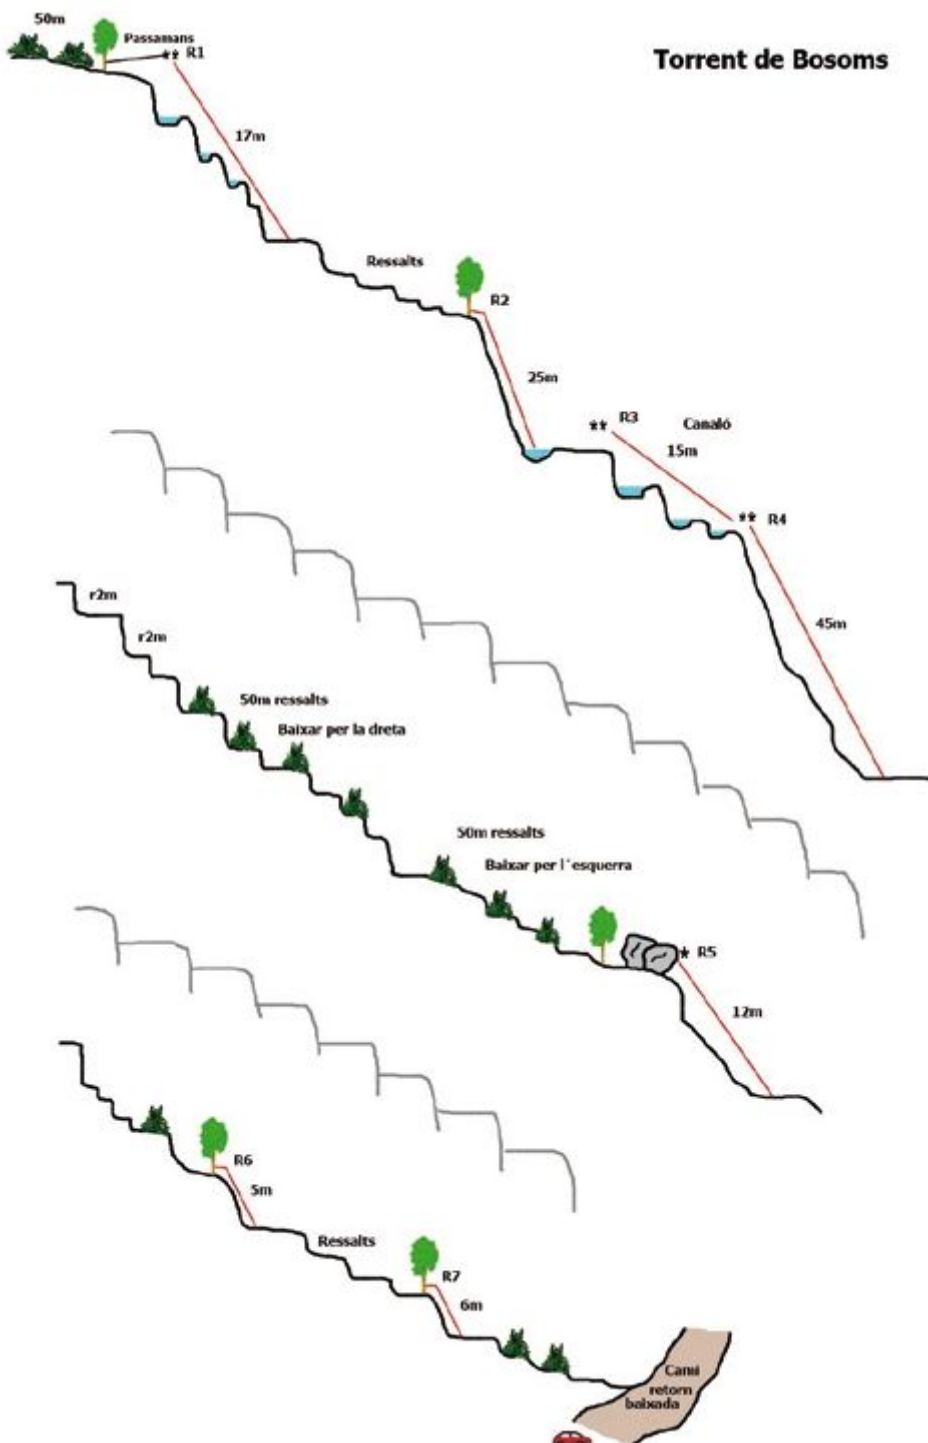 50m
Passamans
R1
Torrent de Bosoms
17m
Ressalts
R2
25m
R3
Canaló
15m
R4
45m
r2m
r2m
50m ressalts
Baixar per la dreta
50m ressalts
Baixar per l´esquerra
R5
12m
R6
5m
Ressalts
R7
6m
Camí
retorn
baixada